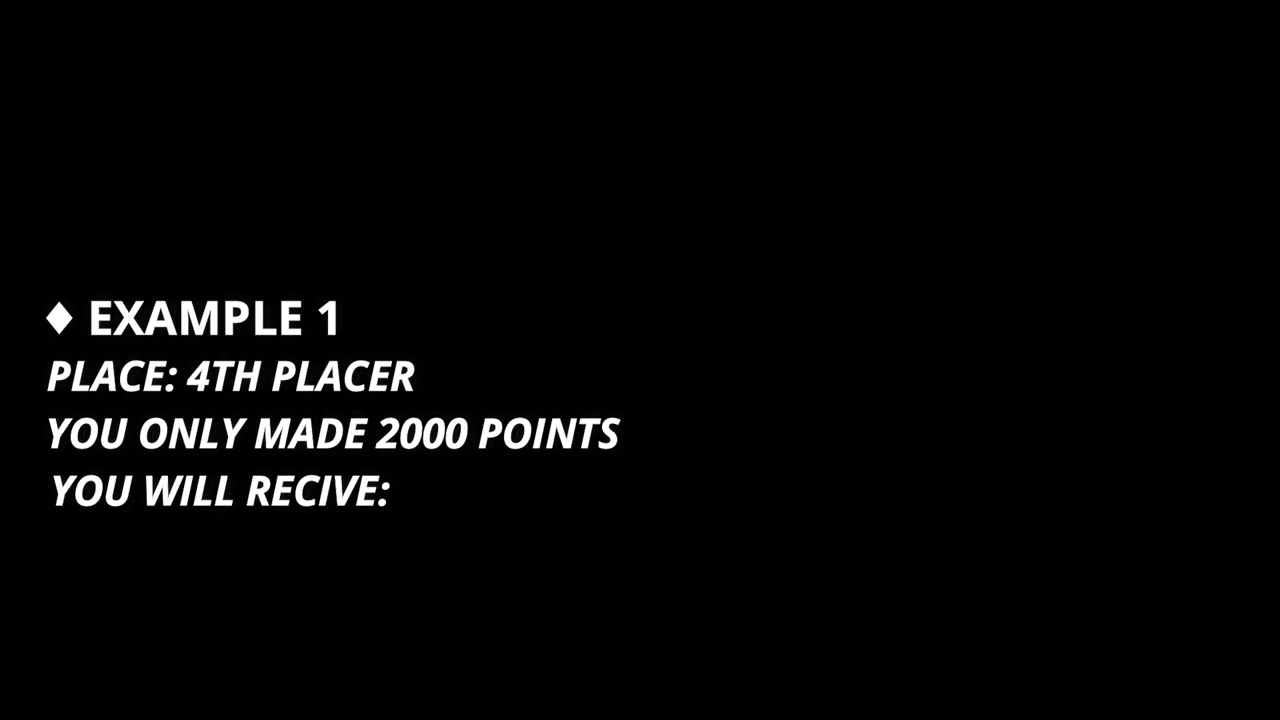 ♦ EXAMPLE 1
PLACE: 4TH PLACER
YOU ONLY MADE 2000 POINTS
YOU WILL RECIVE: